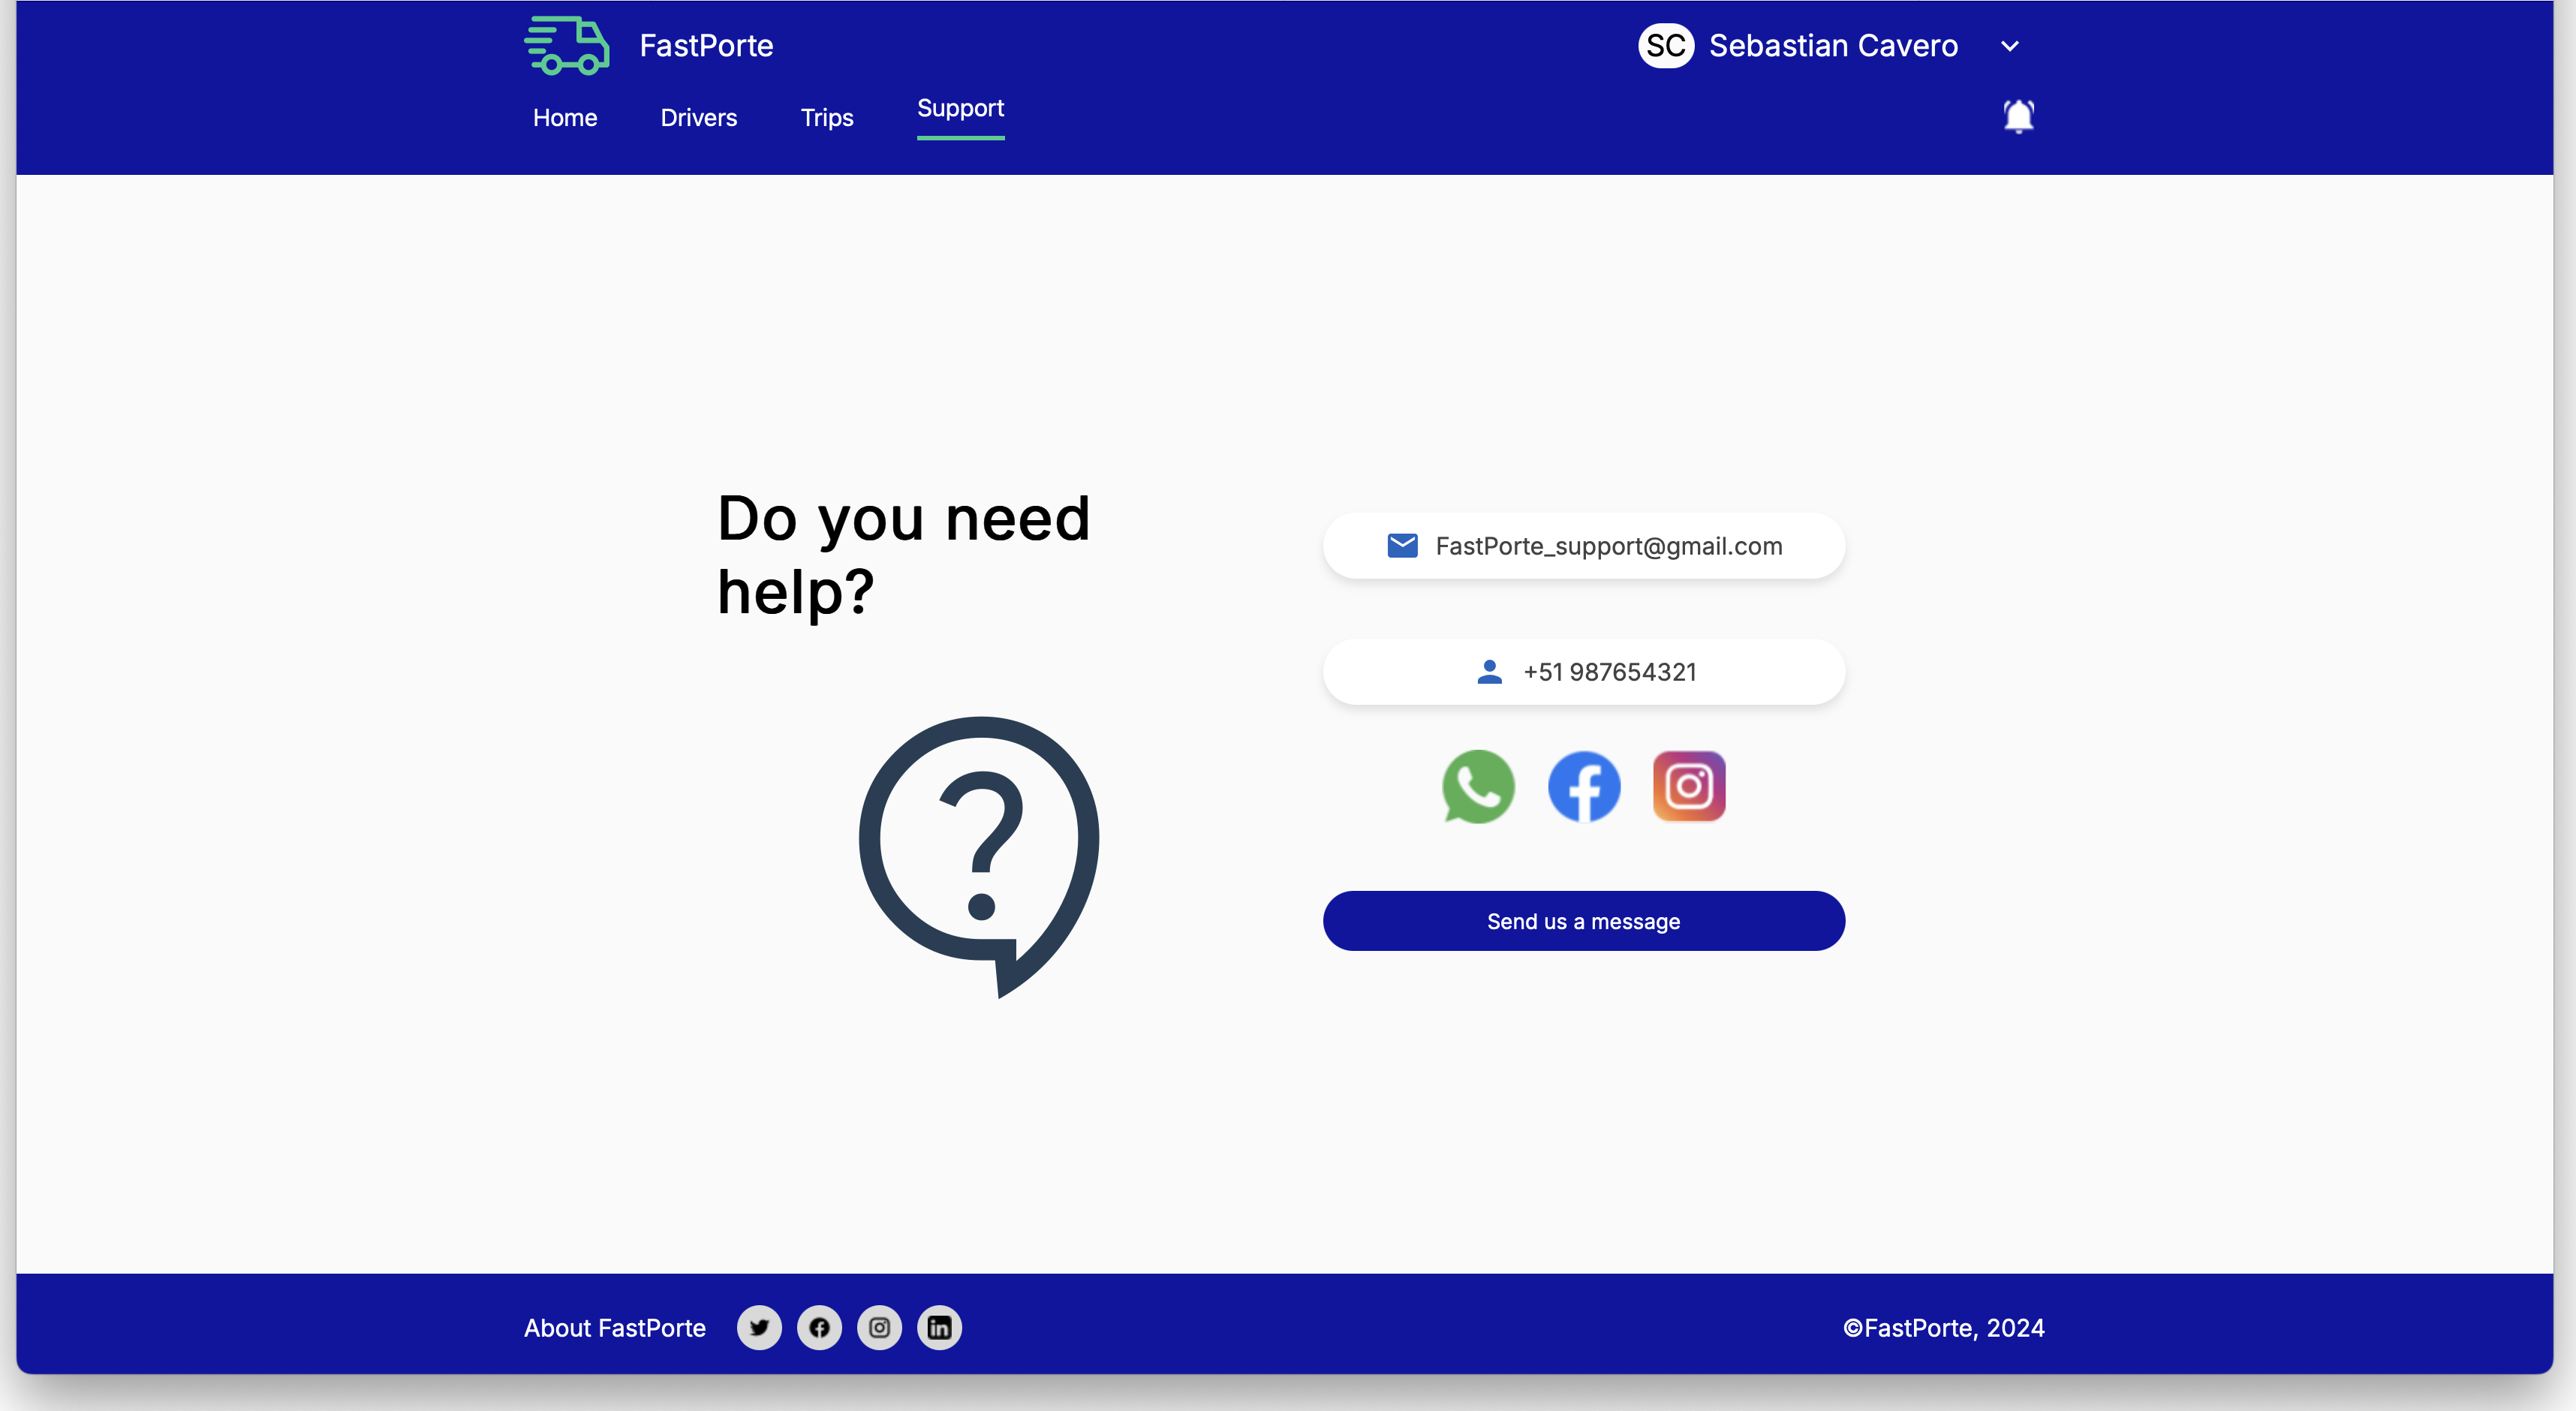 FastPorte
SC Sebastian Cavero
Home Drivers Trips Support
Do you need
help?
FastPorte_support@gmail.com
+51 987654321
Send us a message
About FastPorte
©FastPorte, 2024